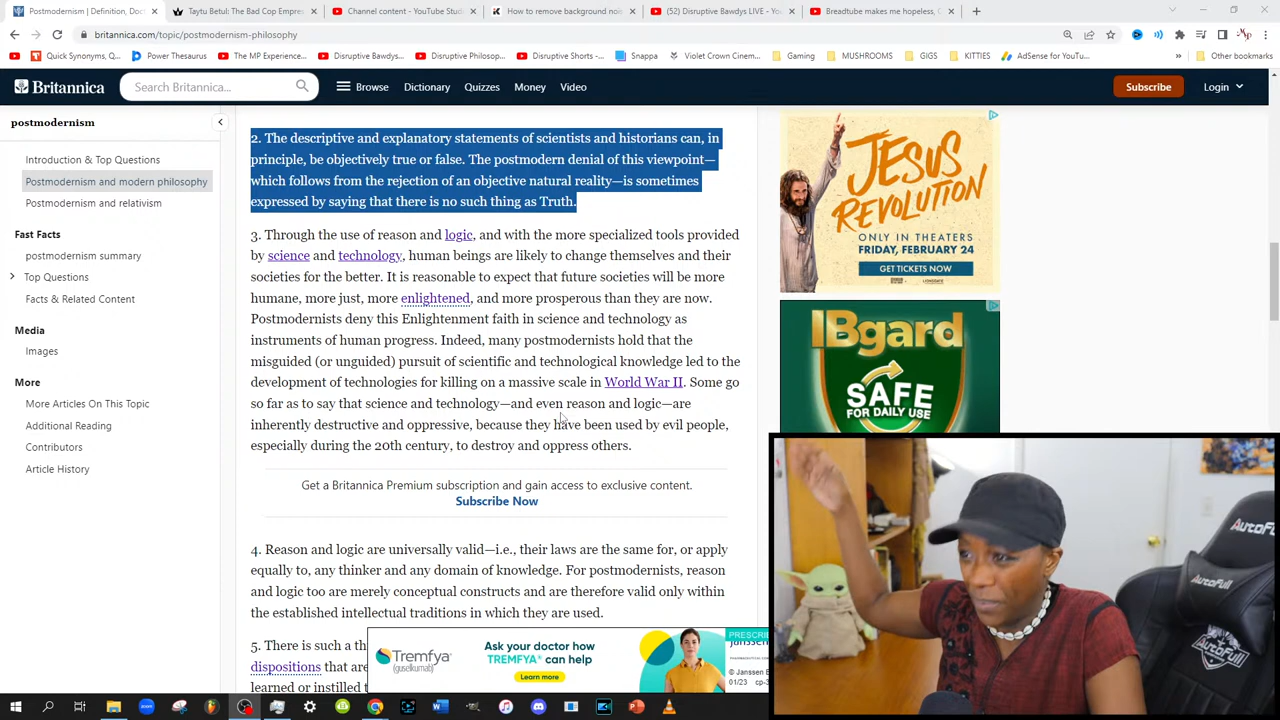 Postmodernism | Definition, Doc
Taytu Betul: The Bad Cop Empres
Channel content - YouTube Studi
How to remove background nois
(52) Disruptive Bawdys LIVE - Yo
Breadtube makes me hopeless, C
britannica.com/topic/postmodernism-philosophy
Quick Synonyms, Q...
Power Thesaurus
The MP Experience...
Disruptive Bawdys...
Disruptive Philosop...
Disruptive Shorts -...
Snappa
Violet Crown Cinem...
Gaming
MUSHROOMS
GIGS
KITTIES
AdSense for YouTu...
Other bookmarks
Britannica
Search Britannica...
Browse
Dictionary
Quizzes
Money
Video
Subscribe
Login
postmodernism
Introduction & Top Questions
Postmodernism and modern philosophy
Postmodernism and relativism
Fast Facts
postmodernism summary
Top Questions
Facts & Related Content
Media
Images
More
More Articles On This Topic
Additional Reading
Contributors
Article History
2. The descriptive and explanatory statements of scientists and historians can, in
principle, be objectively true or false. The postmodern denial of this viewpoint—
which follows from the rejection of an objective natural reality—is sometimes
expressed by saying that there is no such thing as Truth.
3. Through the use of reason and logic, and with the more specialized tools provided
by science and technology, human beings are likely to change themselves and their
societies for the better. It is reasonable to expect that future societies will be more
humane, more just, more enlightened, and more prosperous than they are now.
Postmodernists deny this Enlightenment faith in science and technology as
instruments of human progress. Indeed, many postmodernists hold that the
misguided (or unguided) pursuit of scientific and technological knowledge led to the
development of technologies for killing on a massive scale in World War II. Some go
so far as to say that science and technology—and even reason and logic—are
inherently destructive and oppressive, because they have been used by evil people,
especially during the 20th century, to destroy and oppress others.
Get a Britannica Premium subscription and gain access to exclusive content.
Subscribe Now
4. Reason and logic are universally valid—i.e., their laws are the same for, or apply
equally to, any thinker and any domain of knowledge. For postmodernists, reason
and logic too are merely conceptual constructs and are therefore valid only within
the established intellectual traditions in which they are used.
5. There is such a th
dispositions that are
learned or instilled t
JESUS
REVOLUTION
ONLY IN THEATERS
FRIDAY, FEBRUARY 24
GET TICKETS NOW
IBgard
SAFE
FOR DAILY USE
Tremfya
(guselkumab)
Ask your doctor how
TREMFYA® can help
Learn more
PRESCRI
Janssen
© Janssen B
01/23 cp-3
AutoFull
AutoFull